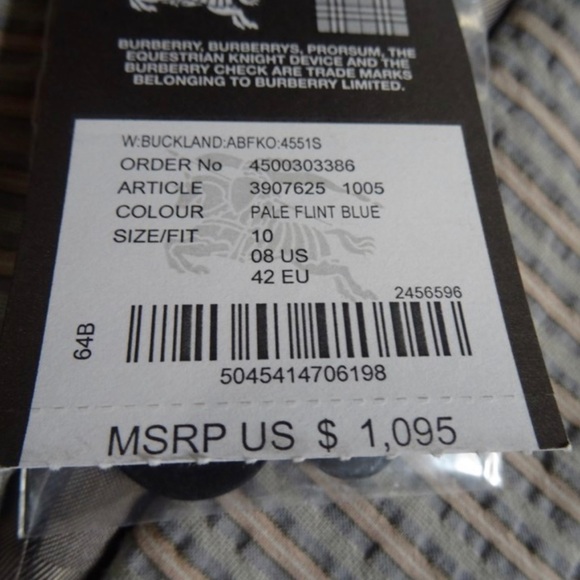 BURBERRY, BURBERRYS, PRORSUM, THE
EQUESTRIAN KNIGHT DEVICE AND THE
BURBERRY CHECK ARE TRADE MARKS
BELONGING TO BURBERRY LIMITED.
W:BUCKLAND:ABFKO:4551S
ORDER No 4500303386
ARTICLE 3907625 1005
COLOUR PALE FLINT BLUE
SIZE/FIT 10
08 US
42 EU
2456596
64B
5045414706198
MSRP US $ 1,095